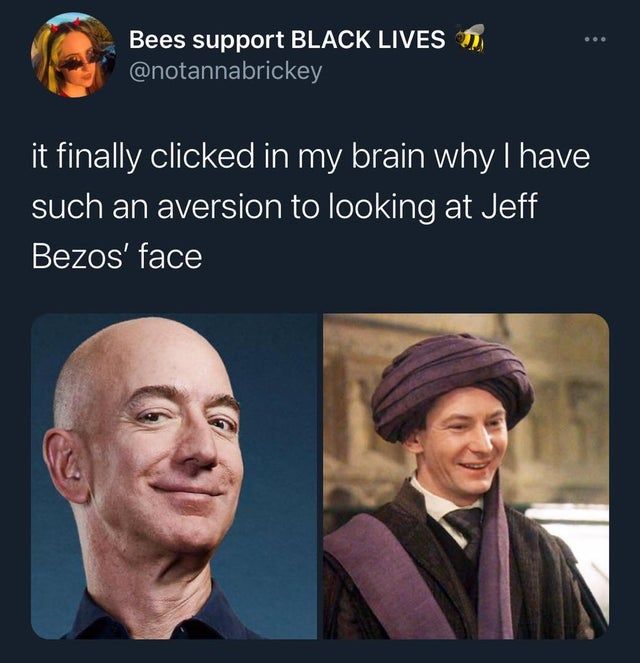 Bees support BLACK LIVES 🐝
@notannabrickey
it finally clicked in my brain why I have
such an aversion to looking at Jeff
Bezos’ face